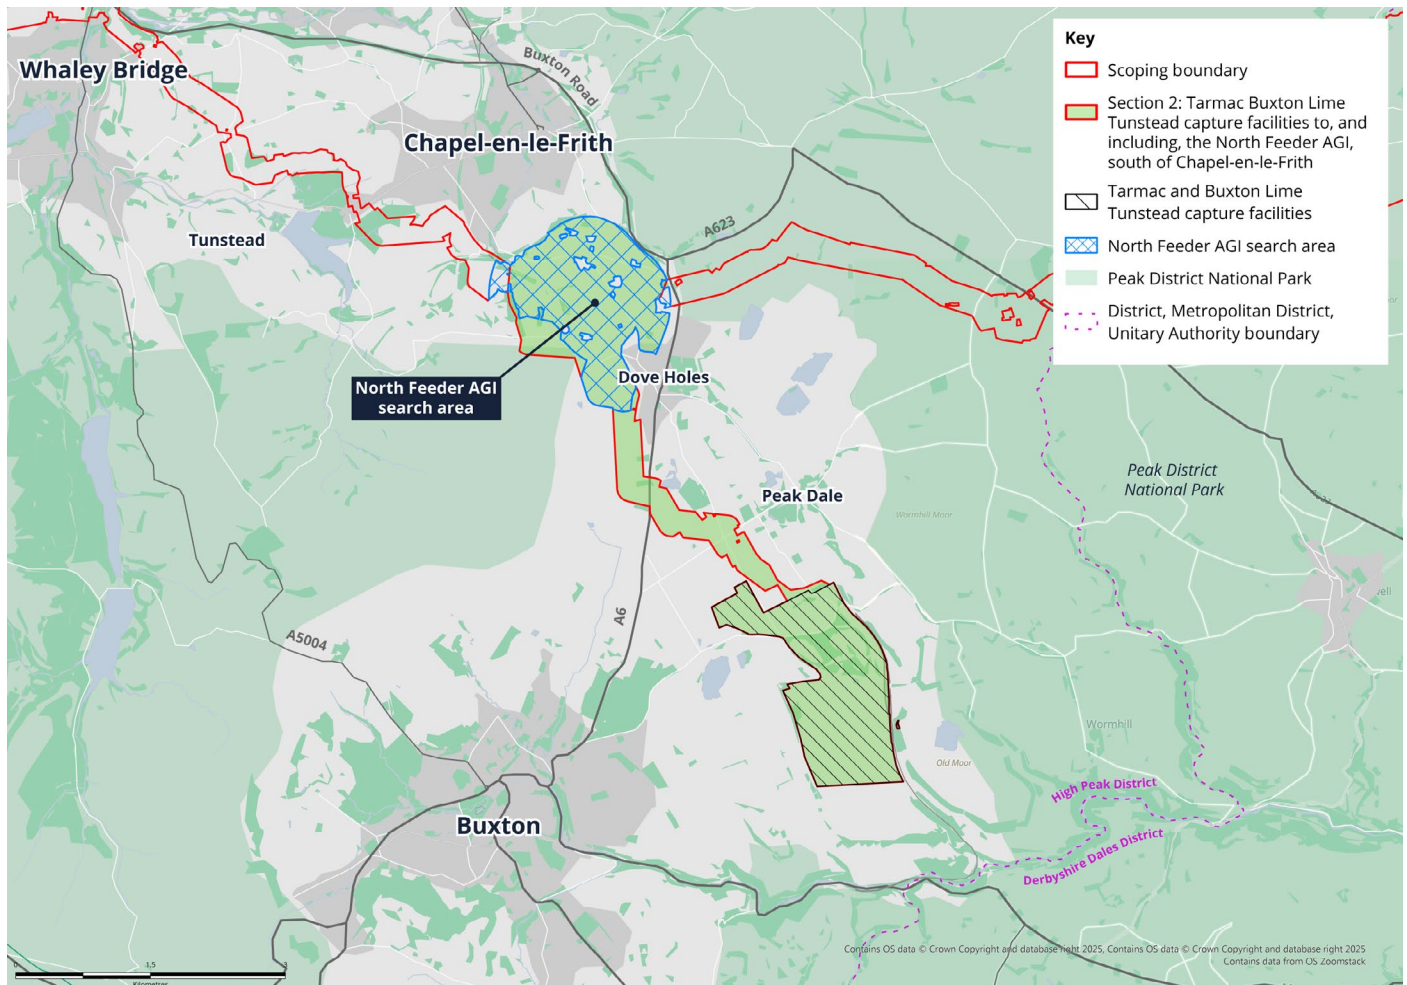 Whaley Bridge
Buxton Road
Chapel-en-le-Frith
Tunstead
A623
North Feeder AGI
search area
Dove Holes
Peak Dale
Wormhill Moor
Peak District
National Park
A6
A5004
Wormhill
Old Moor
High Peak District
Derbyshire Dales District
Buxton
Key
Scoping boundary
Section 2: Tarmac Buxton Lime
Tunstead capture facilities to, and
including, the North Feeder AGI,
south of Chapel-en-le-Frith
Tarmac and Buxton Lime
Tunstead capture facilities
North Feeder AGI search area
Peak District National Park
District, Metropolitan District,
Unitary Authority boundary
0 1.5 3
Kilometres
Contains OS data © Crown Copyright and database right 2025, Contains OS data © Crown Copyright and database right 2025
Contains data from OS Zoomstack